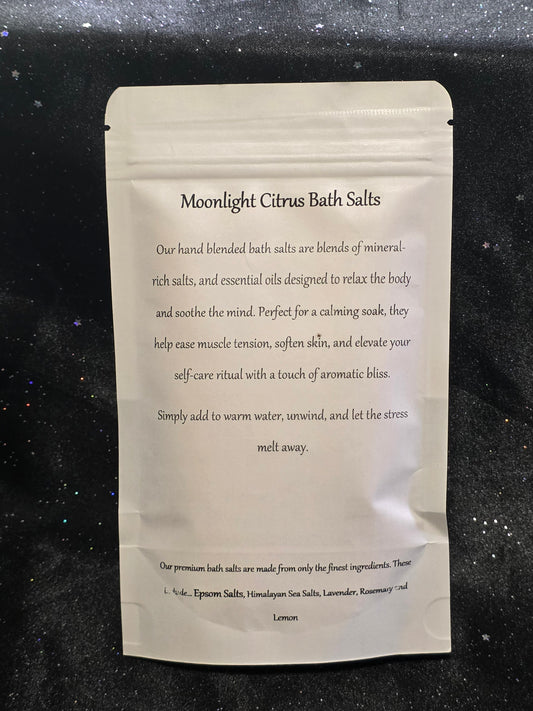 Moonlight Citrus Bath Salts
Our hand blended bath salts are blends of mineral-
rich salts, and essential oils designed to relax the body
and soothe the mind. Perfect for a calming soak, they
help ease muscle tension, soften skin, and elevate your
self-care ritual with a touch of aromatic bliss.
Simply add to warm water, unwind, and let the stress
melt away.
Our premium bath salts are made from only the finest ingredients. These
Epsom Salts, Himalayan Sea Salts, Lavender, Rosemary and
Lemon